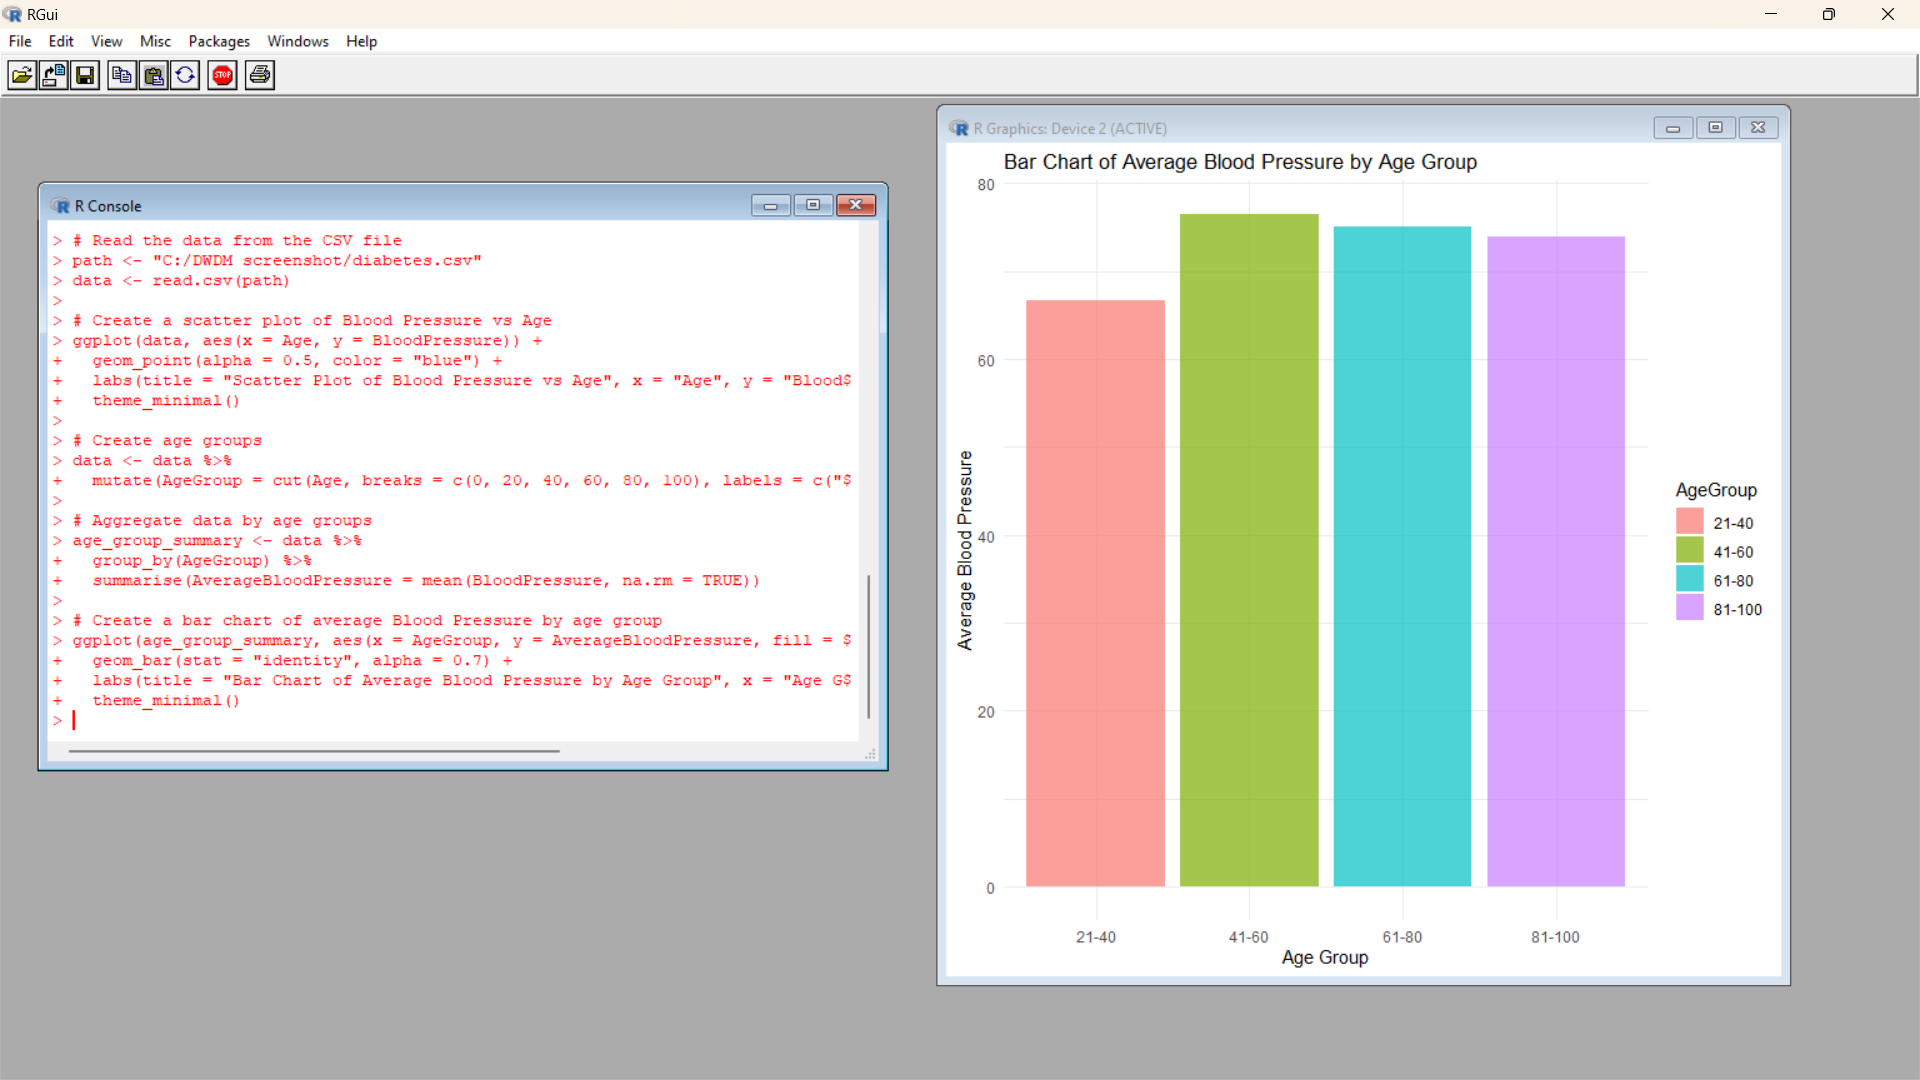 RGui
File Edit View Misc Packages Windows Help
STOP
R Console
> # Read the data from the CSV file
> path <- "C:/DWDM screenshot/diabetes.csv"
> data <- read.csv(path)
>
> # Create a scatter plot of Blood Pressure vs Age
> ggplot(data, aes(x = Age, y = BloodPressure)) +
+   geom_point(alpha = 0.5, color = "blue") +
+   labs(title = "Scatter Plot of Blood Pressure vs Age", x = "Age", y = "Blood$
+   theme_minimal()
>
> # Create age groups
> data <- data %>%
+   mutate(AgeGroup = cut(Age, breaks = c(0, 20, 40, 60, 80, 100), labels = c("$
>
> # Aggregate data by age groups
> age_group_summary <- data %>%
+   group_by(AgeGroup) %>%
+   summarise(AverageBloodPressure = mean(BloodPressure, na.rm = TRUE))
>
> # Create a bar chart of average Blood Pressure by age group
> ggplot(age_group_summary, aes(x = AgeGroup, y = AverageBloodPressure, fill = $
+   geom_bar(stat = "identity", alpha = 0.7) +
+   labs(title = "Bar Chart of Average Blood Pressure by Age Group", x = "Age G$
+   theme_minimal()
>
R Graphics: Device 2 (ACTIVE)
Bar Chart of Average Blood Pressure by Age Group
80
60
40
20
0
Average Blood Pressure
21-40 41-60 61-80 81-100
Age Group
AgeGroup
21-40
41-60
61-80
81-100